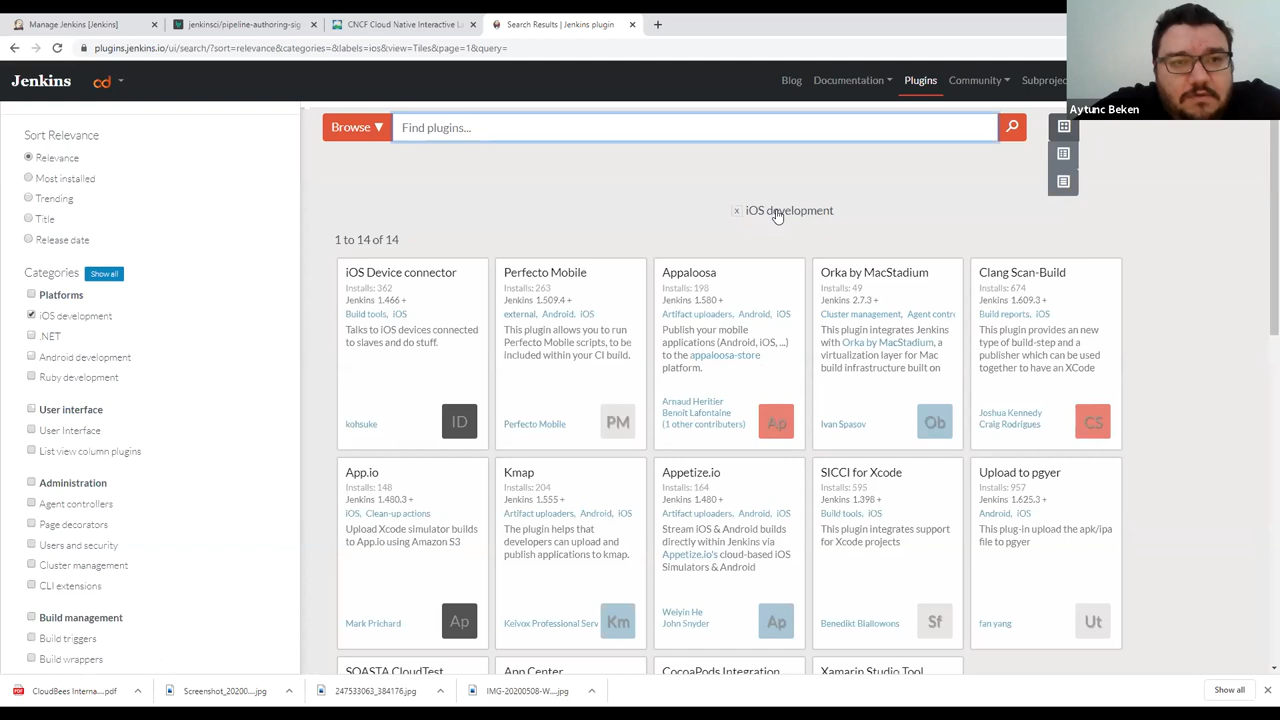 Manage Jenkins [Jenkins]
jenkinsci/pipeline-authoring-sig
CNCF Cloud Native Interactive L
Search Results | Jenkins plugin
plugins.jenkins.io/ui/search/?sort=relevance&categories=&labels=ios&view=Tiles&page=1&query=
Aytunc Beken
Jenkins
cd
Blog
Documentation
Plugins
Community
Subproje
Sort Relevance
Relevance
Most installed
Trending
Title
Release date
Categories
Show all
Platforms
iOS development
.NET
Android development
Ruby development
User interface
User Interface
List view column plugins
Administration
Agent controllers
Page decorators
Users and security
Cluster management
CLI extensions
Build management
Build triggers
Build wrappers
Browse ▼
Find plugins...
x iOS development
1 to 14 of 14
iOS Device connector
Installs: 362
Jenkins 1.466 +
Build tools, iOS
Talks to iOS devices connected
to slaves and do stuff.
kohsuke
ID
Perfecto Mobile
Installs: 263
Jenkins 1.509.4 +
external, Android, iOS
This plugin allows you to run
Perfecto Mobile scripts, to be
included within your CI build.
Perfecto Mobile
PM
Appaloosa
Installs: 198
Jenkins 1.580 +
Artifact uploaders, Android, iOS
Publish your mobile
applications (Android, iOS, ...)
to the appaloosa-store
platform.
Arnaud Heritier
Benoit Lafontaine
(1 other contributers)
Ap
Orka by MacStadium
Installs: 49
Jenkins 2.7.3 +
Cluster management, Agent contro
This plugin integrates Jenkins
with Orka by MacStadium, a
virtualization layer for Mac
build infrastructure built on
Ivan Spasov
Ob
Clang Scan-Build
Installs: 674
Jenkins 1.609.3 +
Build reports, iOS
This plugin provides an new
type of build-step and a
publisher which can be used
together to have an XCode
Joshua Kennedy
Craig Rodrigues
CS
App.io
Installs: 148
Jenkins 1.480.3 +
iOS, Clean-up actions
Upload Xcode simulator builds
to App.io using Amazon S3
Mark Prichard
Ap
Kmap
Installs: 204
Jenkins 1.555 +
Artifact uploaders, Android, iOS
The plugin helps that
developers can upload and
publish applications to kmap.
Keivox Professional Serv
Km
Appetize.io
Installs: 164
Jenkins 1.480 +
Artifact uploaders, Android, iOS
Stream iOS & Android builds
directly within Jenkins via
Appetize.io's cloud-based iOS
Simulators & Android
Weiyin He
John Snyder
Ap
SICCI for Xcode
Installs: 595
Jenkins 1.398 +
Build tools, iOS
This plugin integrates support
for Xcode projects
Benedikt Biallowons
Sf
Upload to pgyer
Installs: 957
Jenkins 1.625.3 +
Android, iOS
This plug-in upload the apk/ipa
file to pgyer
fan yang
Ut
SOASTA CloudTest
App Center
CocoaPods Integration
Xamarin Studio Tool
CloudBees Interna....pdf
Screenshot_20200....jpg
247533063_384176.jpg
IMG-20200508-W....jpg
Show all